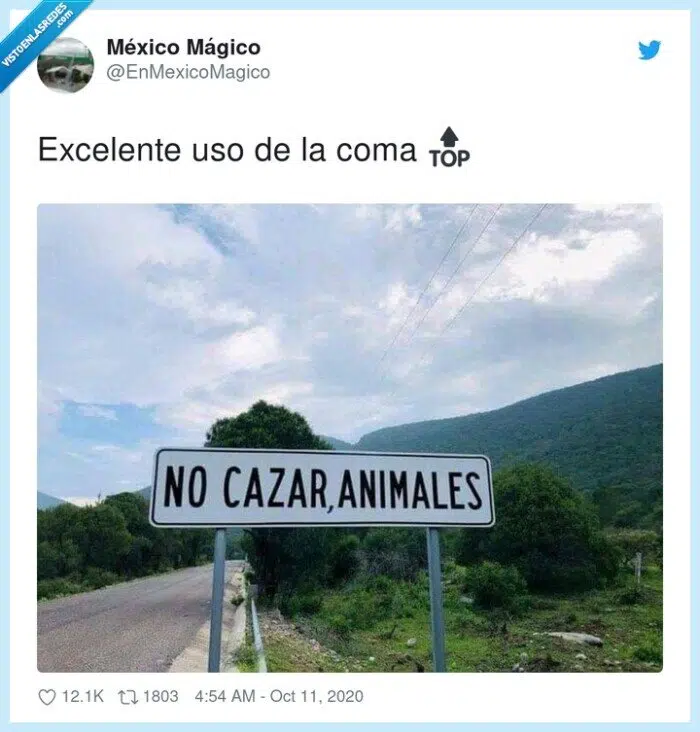 VISTOENLASREDES
.com
México Mágico
@EnMexicoMagico
Excelente uso de la coma TOP
NO CAZAR,ANIMALES
12.1K 1803 4:54 AM - Oct 11, 2020